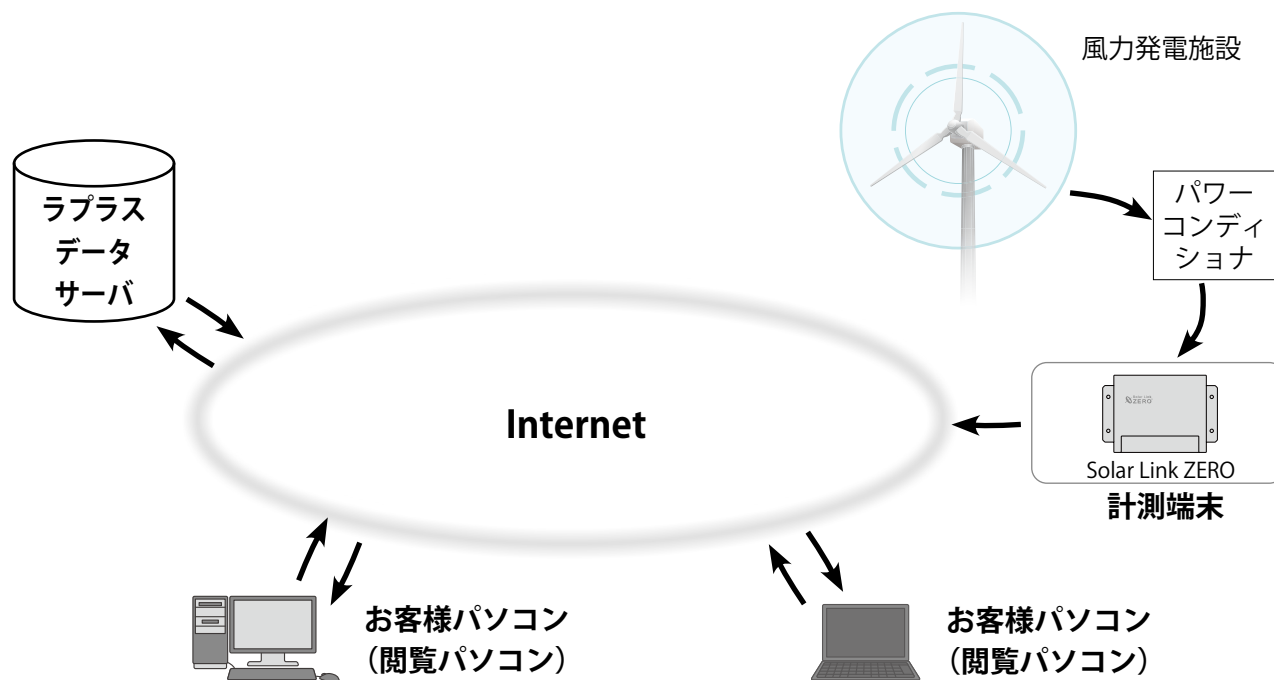 風力発電施設
ラプラス
データ
サーバ
パワー
コンディ
ショナ
Internet
Solar Link
ZERO
Solar Link ZERO
計測端末
お客様パソコン
（閲覧パソコン）
お客様パソコン
（閲覧パソコン）